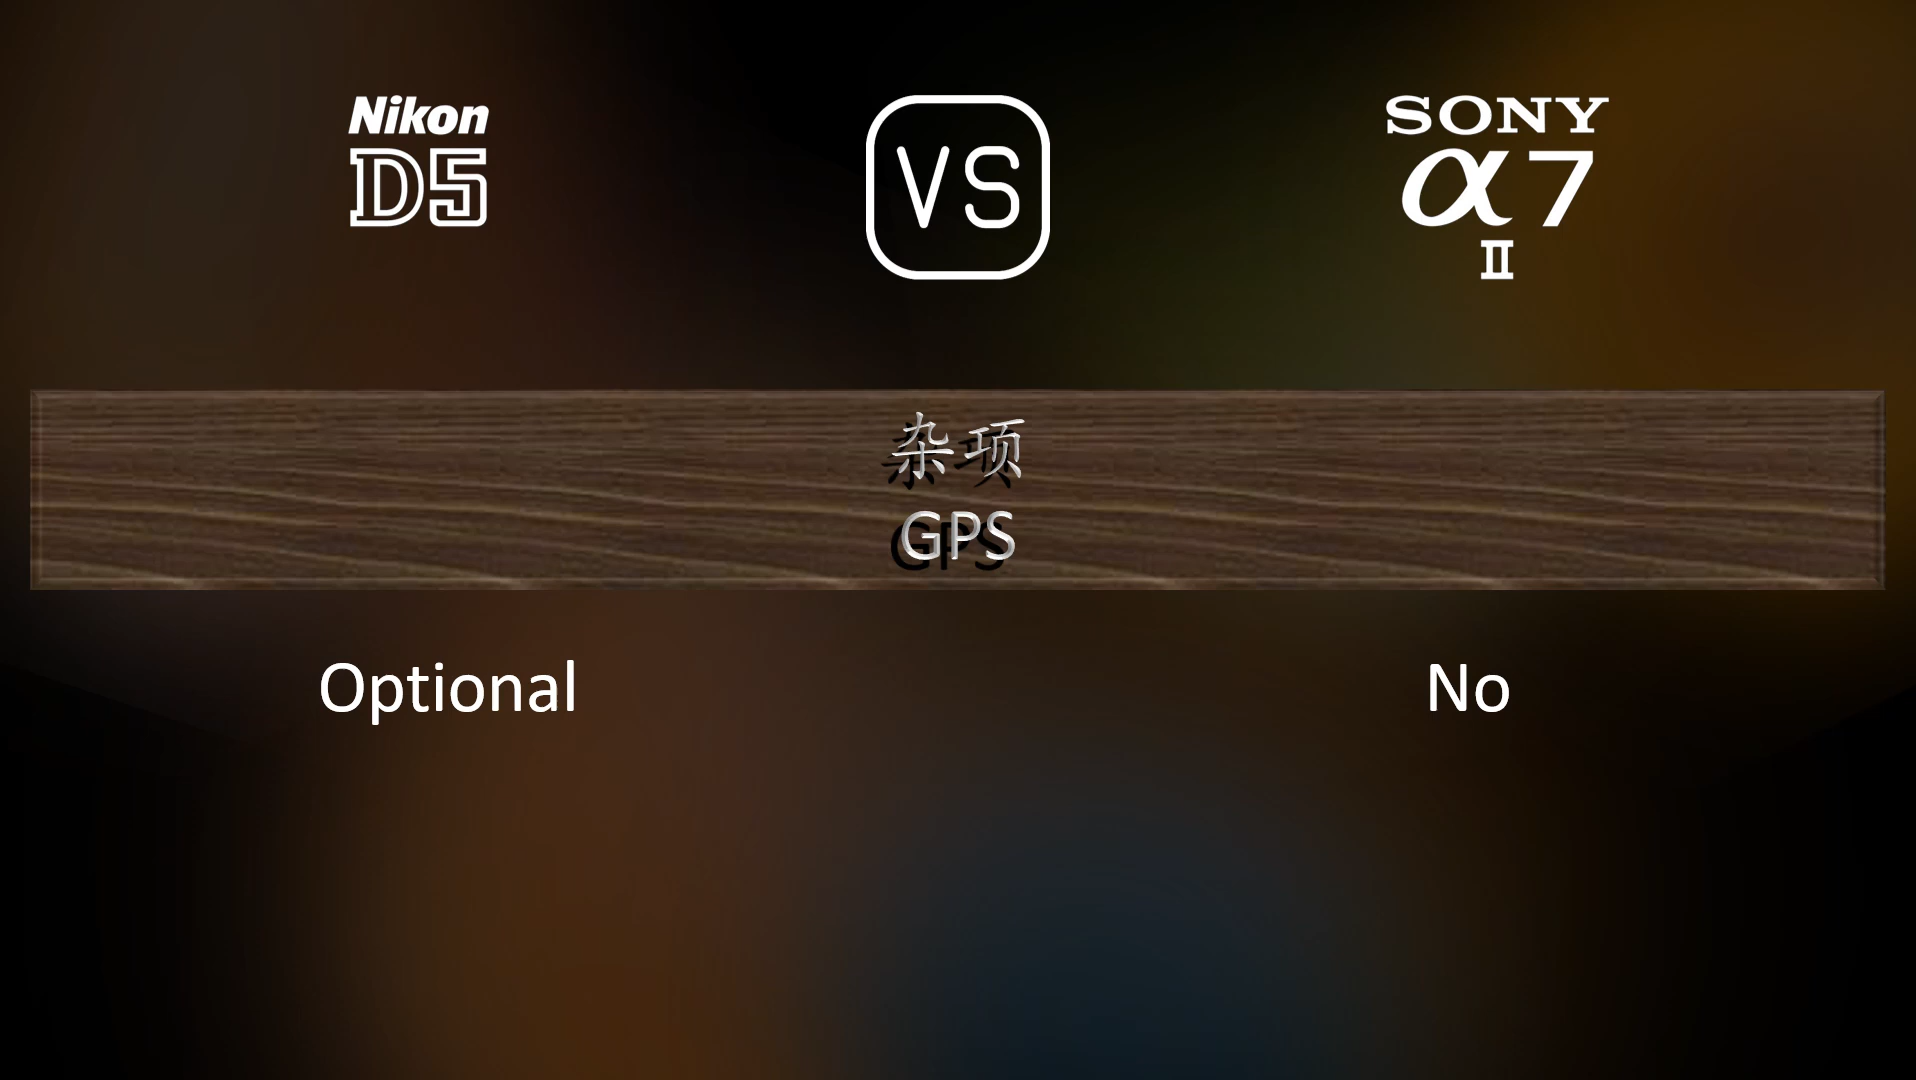 Nikon
D5
VS
SONY
α7
II
杂项
GPS
Optional
No